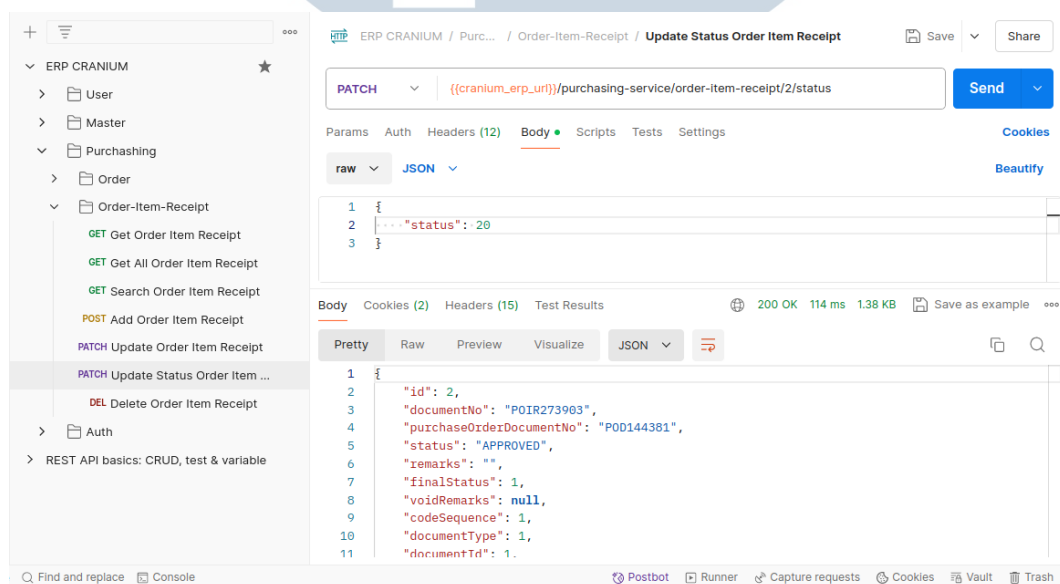 ERP CRANIUM / Purc... / Order-Item-Receipt / Update Status Order Item Receipt Save Share
ERP CRANIUM
User
Master
Purchashing
Order
Order-Item-Receipt
GET Get Order Item Receipt
GET Get All Order Item Receipt
GET Search Order Item Receipt
POST Add Order Item Receipt
PATCH Update Order Item Receipt
PATCH Update Status Order Item ...
DEL Delete Order Item Receipt
Auth
REST API basics: CRUD, test & variable
PATCH {{cranium_erp_url}}/purchasing-service/order-item-receipt/2/status Send
Params Auth Headers (12) Body Scripts Tests Settings Cookies
raw JSON Beautify
1 {
2 ····"status":·20
3 }
Body Cookies (2) Headers (15) Test Results 200 OK 114 ms 1.38 KB Save as example
Pretty Raw Preview Visualize JSON
1 {
2 "id": 2,
3 "documentNo": "POIR273903",
4 "purchaseOrderDocumentNo": "POD144381",
5 "status": "APPROVED",
6 "remarks": "",
7 "finalStatus": 1,
8 "voidRemarks": null,
9 "codeSequence": 1,
10 "documentType": 1,
11 "documentId": 1,
Find and replace Console Postbot Runner Capture requests Cookies Vault Trash